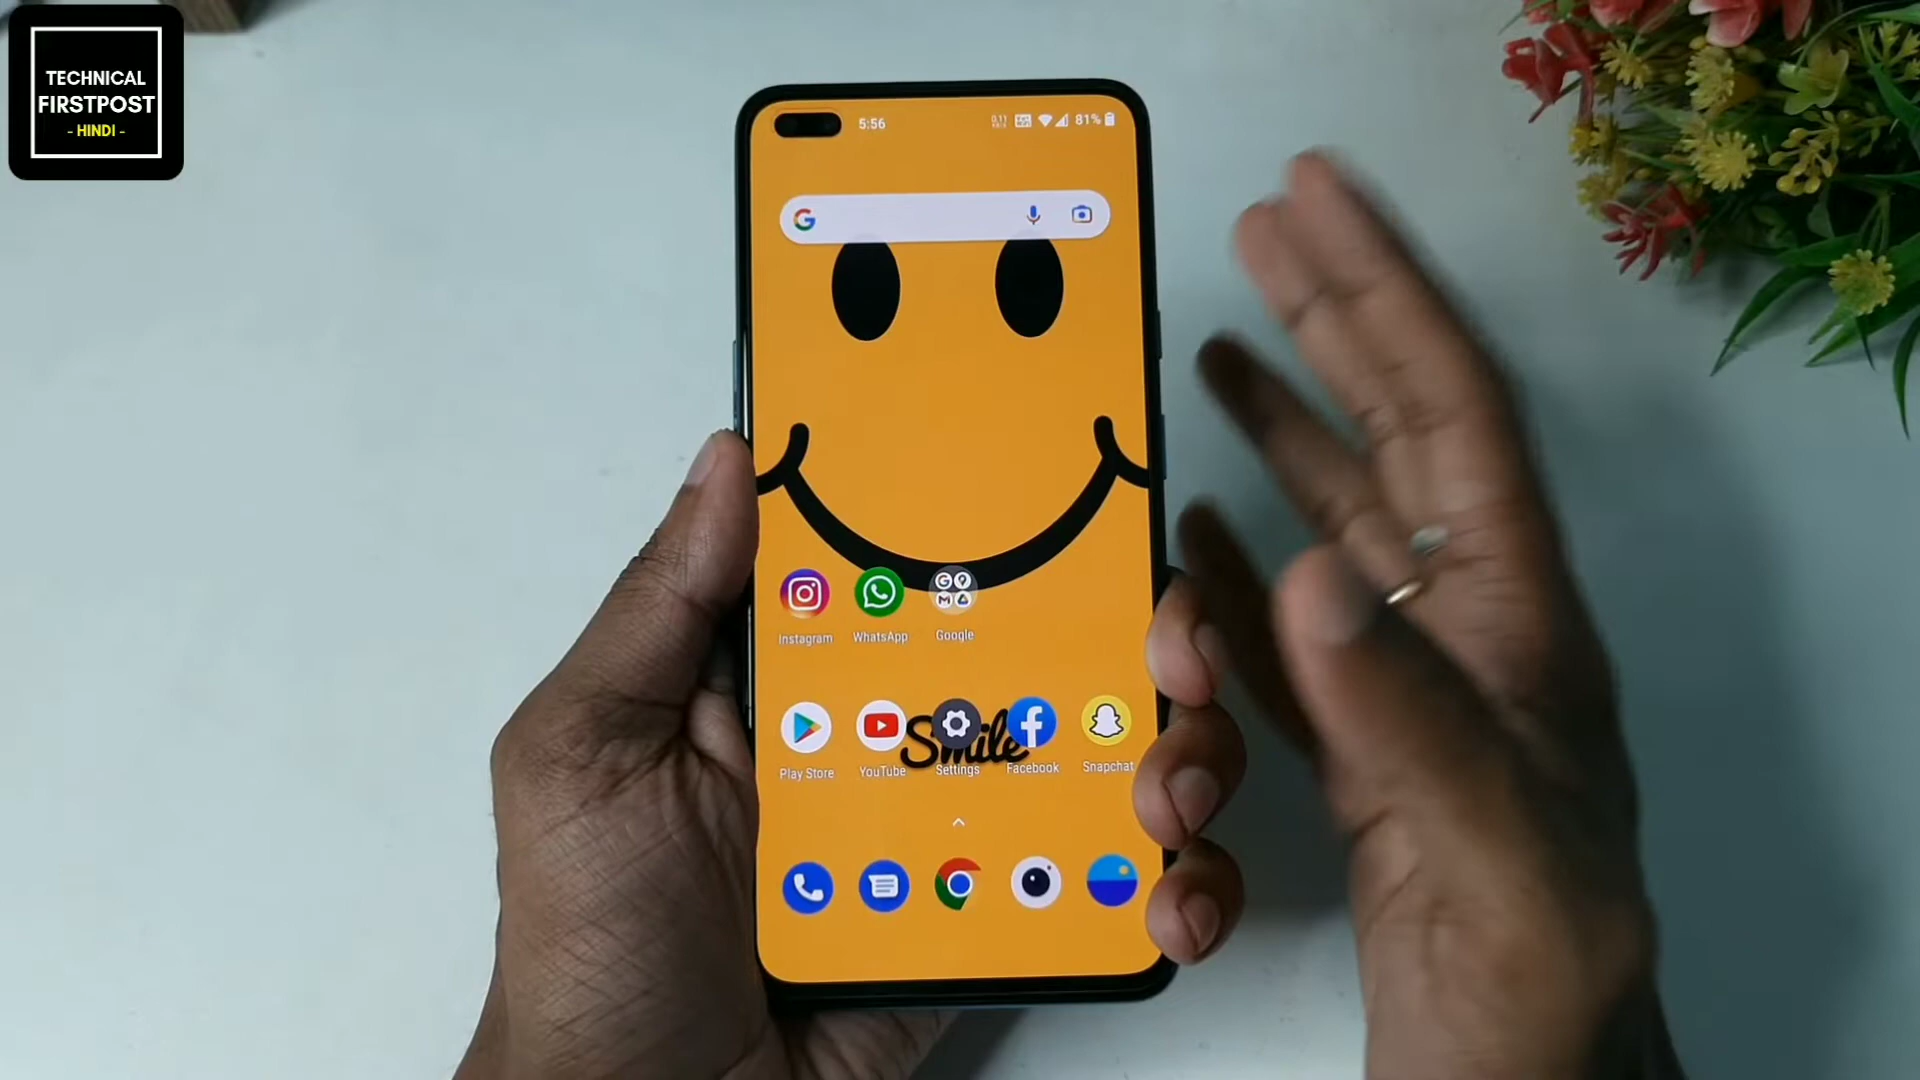 TECHNICAL
FIRSTPOST
- HINDI -
5:56
81%
Instagram
WhatsApp
Google
Smile
Play Store
YouTube
Settings
Facebook
Snapchat